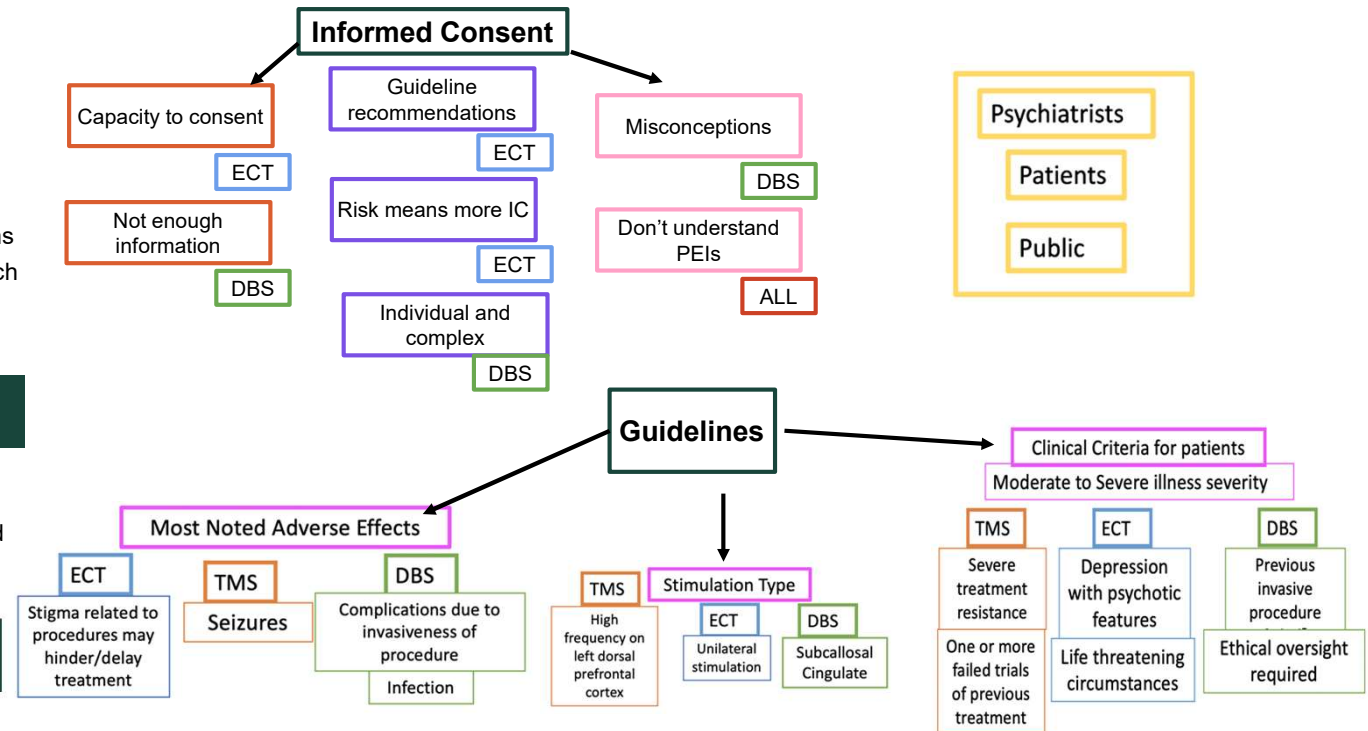 Informed Consent
Capacity to consent
ECT
Not enough
information
DBS
Guideline
recommendations
ECT
Risk means more IC
ECT
Individual and
complex
DBS
Misconceptions
DBS
Don’t understand
PEIs
ALL
Psychiatrists
Patients
Public
Guidelines
Most Noted Adverse Effects
ECT
Stigma related to
procedures may
hinder/delay
treatment
TMS
Seizures
DBS
Complications due to
invasiveness of
procedure
Infection
Stimulation Type
TMS
High
frequency on
left dorsal
prefrontal
cortex
ECT
Unilateral
stimulation
DBS
Subcallosal
Cingulate
Clinical Criteria for patients
Moderate to Severe illness severity
TMS
Severe
treatment
resistance
One or more
failed trials
of previous
treatment
ECT
Depression
with psychotic
features
Life threatening
circumstances
DBS
Previous
invasive
procedure
Ethical oversight
required